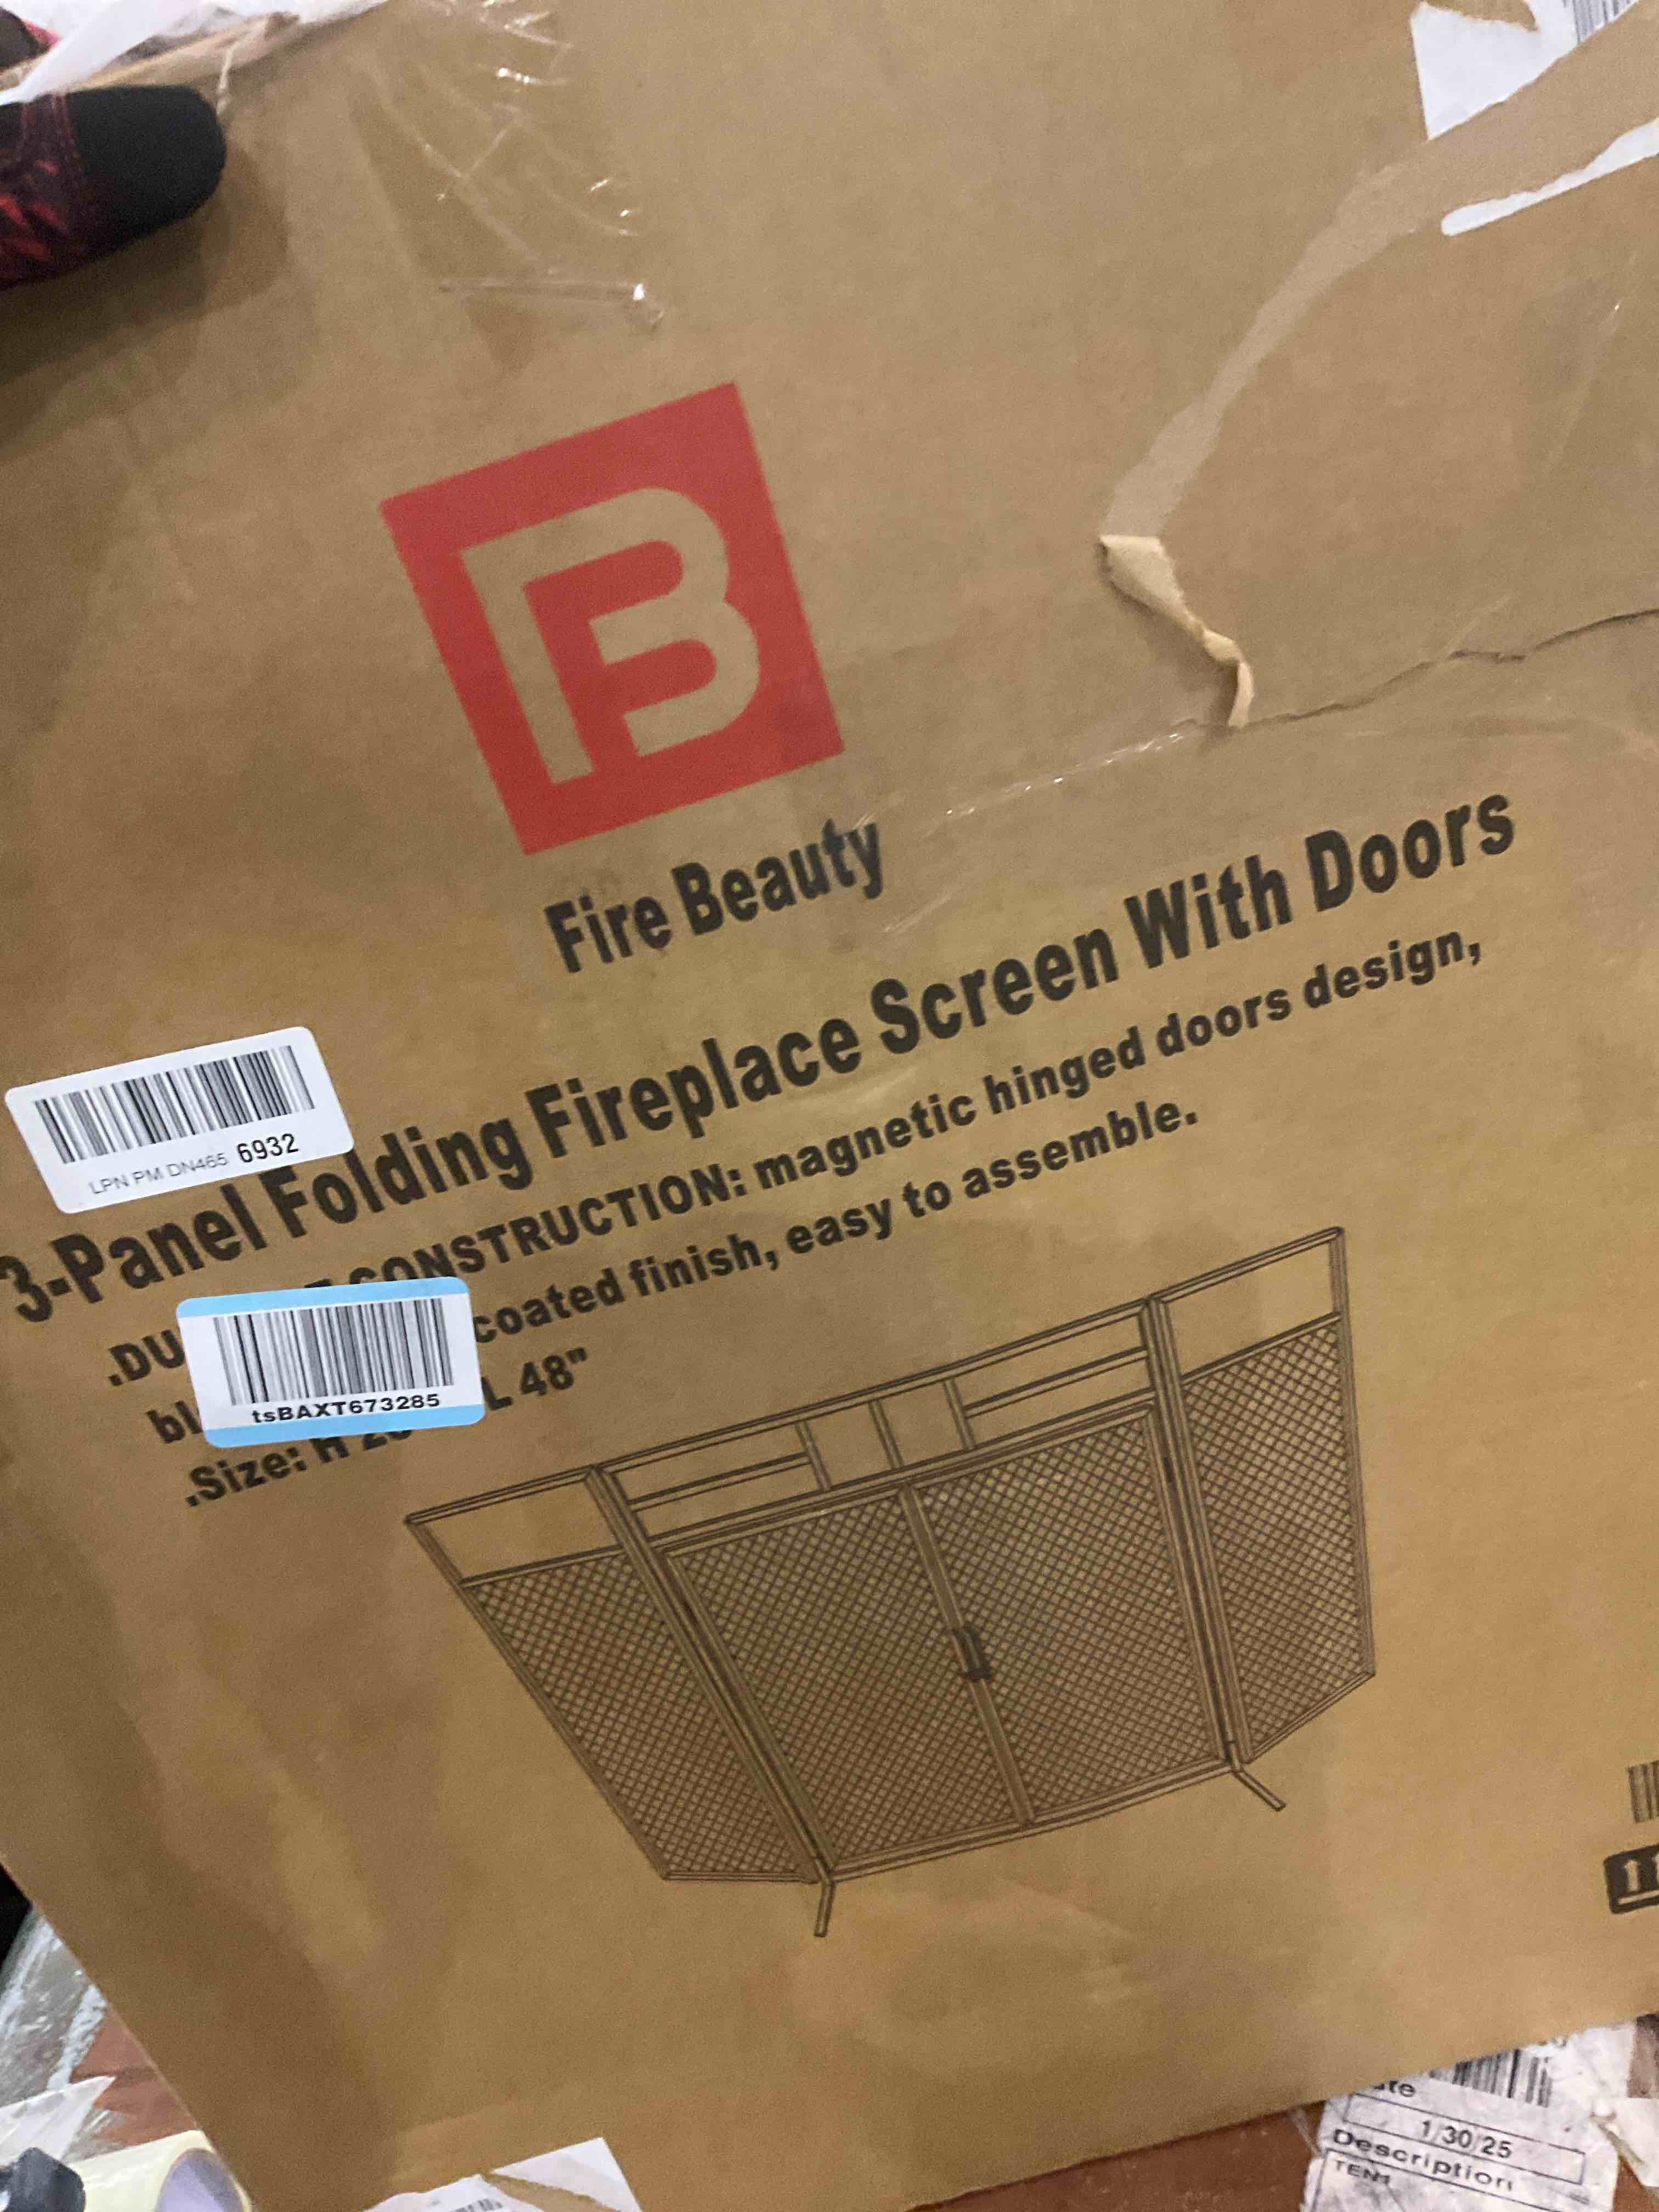 B
Fire Beauty
3-Panel Folding Fireplace Screen With Doors
.DU CONSTRUCTION: magnetic hinged doors design,
bl coated finish, easy to assemble.
.Size: H L 48"
LPN PM DN465 6932
tsBAXT673285
1/30/25
Description
TEN1